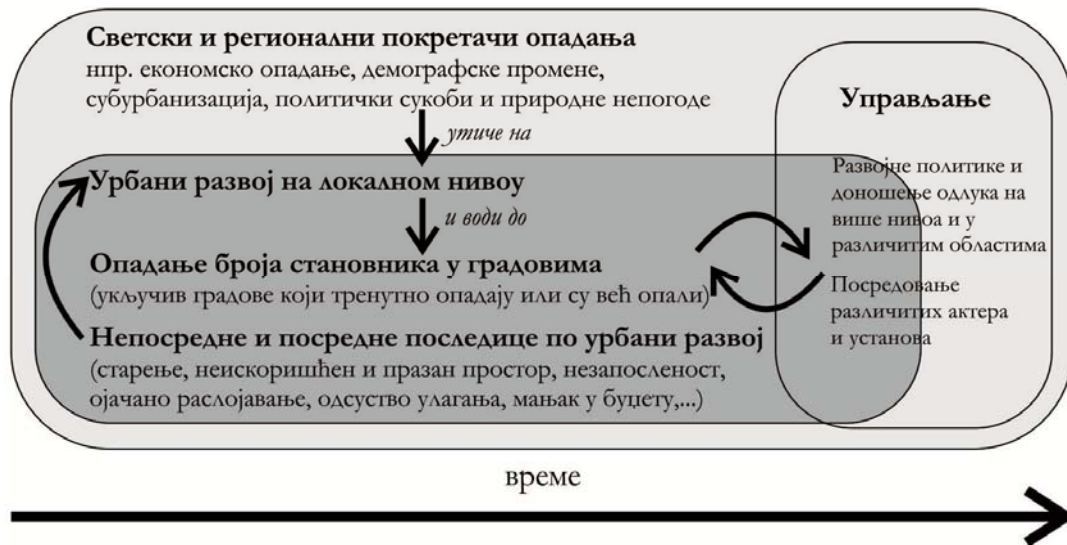 Светски и регионални покретачи опадања
нпр. економско опадање, демографске промене,
субурбанизација, политички сукоби и природне непогоде
утиче на
Урбани развој на локалном нивоу
и води до
Опадање броја становника у градовима
(укључив градове који тренутно опадају или су већ опали)
Непосредне и посредне последице по урбани развој
(старење, неискоришћен и празан простор, незапосленост,
ојачано раслојавање, одсуство улагања, мањак у буџету,...)
Управљање
Развојне политике и
доношење одлука на
више нивоа и у
различитим областима
Посредовање
различитих актера
и установа
време